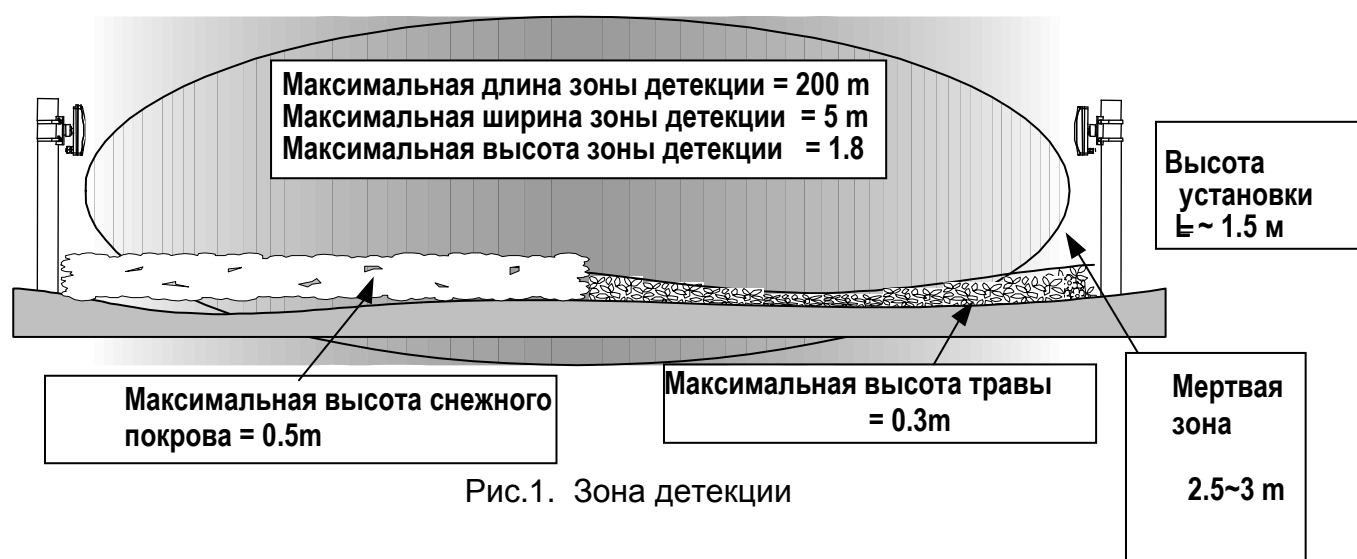 Максимальная длина зоны детекции = 200 m
Максимальная ширина зоны детекции = 5 m
Максимальная высота зоны детекции = 1.8
Высота
установки
~ 1.5 м
Максимальная высота снежного
покрова = 0.5m
Максимальная высота травы
= 0.3m
Мертвая
зона
2.5~3 m
Рис.1. Зона детекции